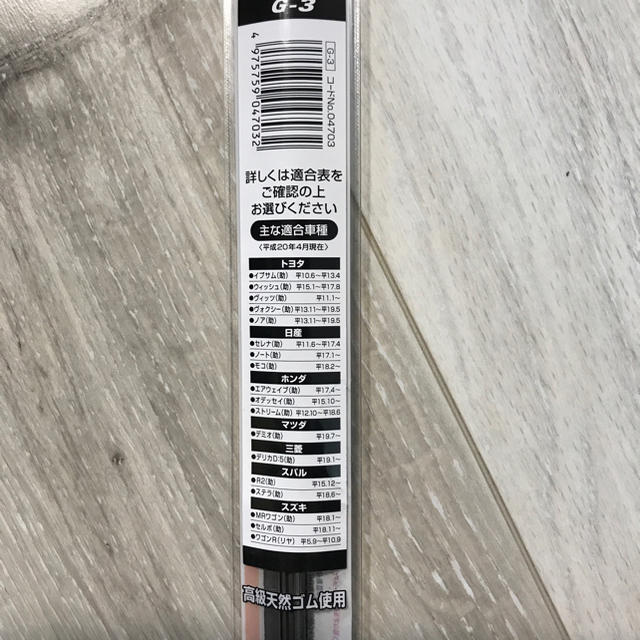 G-3
4 975759 047032
G-3 コードNo.04703
詳しくは適合表を
ご確認の上
お選びください
主な適合車種
〈平成20年4月現在〉
トヨタ
●イプサム(助) 平10.6〜平13.4
●ウィッシュ(助) 平15.1〜平17.8
●ヴィッツ(助) 平11.1〜
●ヴォクシー(助) 平13.11〜平19.5
●ノア(助) 平13.11〜平19.5
日産
●セレナ(助) 平11.6〜平17.4
●ノート(助) 平17.1〜
●モコ(助) 平18.2〜
ホンダ
●エアウェイブ(助) 平17.4〜
●オデッセイ(助) 平15.10〜
●ストリーム(助) 平12.10〜平18.6
マツダ
●デミオ(助) 平19.7〜
三菱
●デリカD:5(助) 平19.1〜
スバル
●R2(助) 平15.12〜
●ステラ(助) 平18.6〜
スズキ
●MRワゴン(助) 平18.1〜
●セルボ(助) 平18.11〜
●ワゴンR(リヤ) 平5.9〜平10.9
高級天然ゴム使用